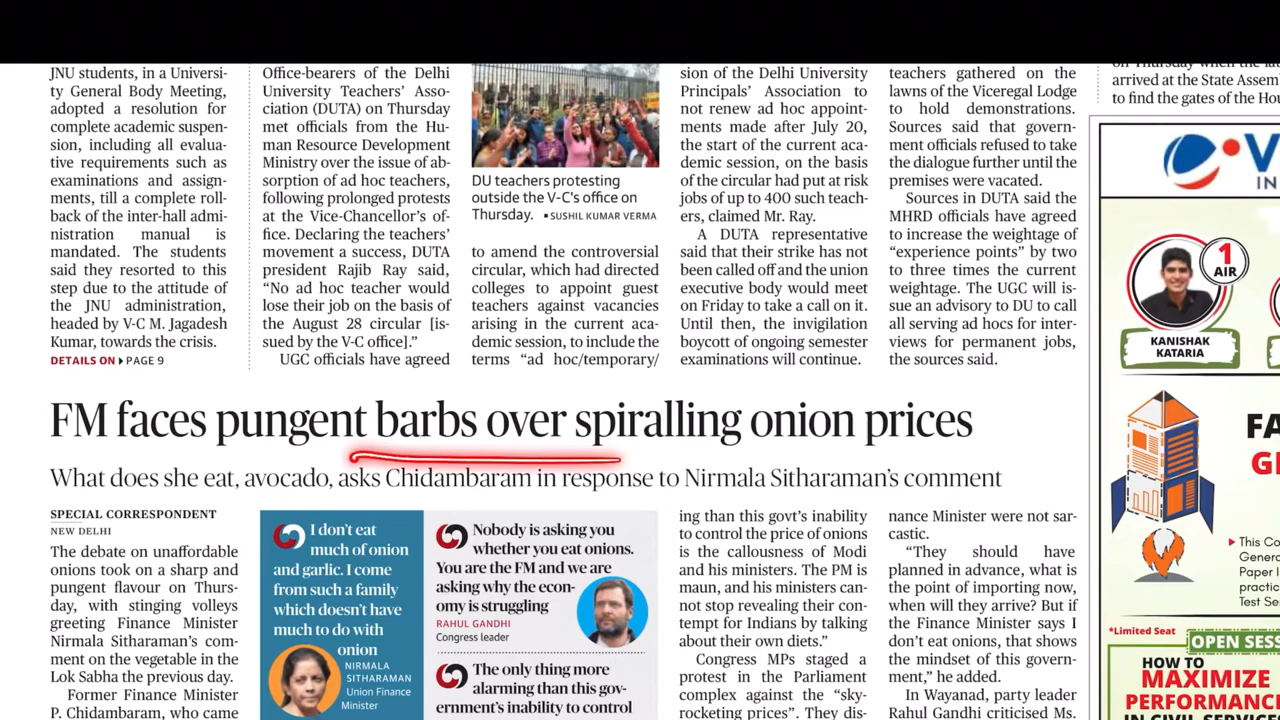 JNU students, in a Universi-
ty General Body Meeting,
adopted a resolution for
complete academic suspen-
sion, including all evalua-
tive requirements such as
examinations and assign-
ments, till a complete roll-
back of the inter-hall admi-
nistration manual is
mandated. The students
said they resorted to this
step due to the attitude of
the JNU administration,
headed by V-C M. Jagadesh
Kumar, towards the crisis.
DETAILS ON PAGE 9
Office-bearers of the Delhi
University Teachers' Asso-
ciation (DUTA) on Thursday
met officials from the Hu-
man Resource Development
Ministry over the issue of ab-
sorption of ad hoc teachers,
following prolonged protests
at the Vice-Chancellor's of-
fice. Declaring the teachers'
movement a success, DUTA
president Rajib Ray said,
“No ad hoc teacher would
lose their job on the basis of
the August 28 circular [is-
sued by the V-C office].”
UGC officials have agreed
DU teachers protesting
outside the V-C's office on
Thursday. ▪ SUSHIL KUMAR VERMA
to amend the controversial
circular, which had directed
colleges to appoint guest
teachers against vacancies
arising in the current aca-
demic session, to include the
terms “ad hoc/temporary/
sion of the Delhi University
Principals' Association to
not renew ad hoc appoint-
ments made after July 20,
the start of the current aca-
demic session, on the basis
of the circular had put at risk
jobs of up to 400 such teach-
ers, claimed Mr. Ray.
A DUTA representative
said that their strike has not
been called off and the union
executive body would meet
on Friday to take a call on it.
Until then, the invigilation
boycott of ongoing semester
examinations will continue.
teachers gathered on the
lawns of the Viceregal Lodge
to hold demonstrations.
Sources said that govern-
ment officials refused to take
the dialogue further until the
premises were vacated.
Sources in DUTA said the
MHRD officials have agreed
to increase the weightage of
“experience points” by two
to three times the current
weightage. The UGC will is-
sue an advisory to DU to call
all serving ad hocs for inter-
views for permanent jobs,
the sources said.
arrived at the State Assem
to find the gates of the Hou
V
IN
1
AIR
KANISHAK
KATARIA
FA
G
This Co
Genera
Paper I
practic
Test Se
*Limited Seat
OPEN SESS
HOW TO
MAXIMIZE
PERFORMANC
IN CIVIL SERVICE
FM faces pungent barbs over spiralling onion prices
What does she eat, avocado, asks Chidambaram in response to Nirmala Sitharaman's comment
SPECIAL CORRESPONDENT
NEW DELHI
The debate on unaffordable
onions took on a sharp and
pungent flavour on Thurs-
day, with stinging volleys
greeting Finance Minister
Nirmala Sitharaman's com-
ment on the vegetable in the
Lok Sabha the previous day.
Former Finance Minister
P. Chidambaram, who came
I don't eat
much of onion
and garlic. I come
from such a family
which doesn't have
much to do with
onion
NIRMALA
SITHARAMAN
Union Finance
Minister
Nobody is asking you
whether you eat onions.
You are the FM and we are
asking why the econ-
omy is struggling
RAHUL GANDHI
Congress leader
The only thing more
alarming than this gov-
ernment's inability to control
ing than this govt's inability
to control the price of onions
is the callousness of Modi
and his ministers. The PM is
maun, and his ministers can-
not stop revealing their con-
tempt for Indians by talking
about their own diets.”
Congress MPs staged a
protest in the Parliament
complex against the “sky-
rocketing prices”. They dis-
nance Minister were not sar-
castic.
“They should have
planned in advance, what is
the point of importing now,
when will they arrive? But if
the Finance Minister says I
don't eat onions, that shows
the mindset of this govern-
ment,” he added.
In Wayanad, party leader
Rahul Gandhi criticised Ms.